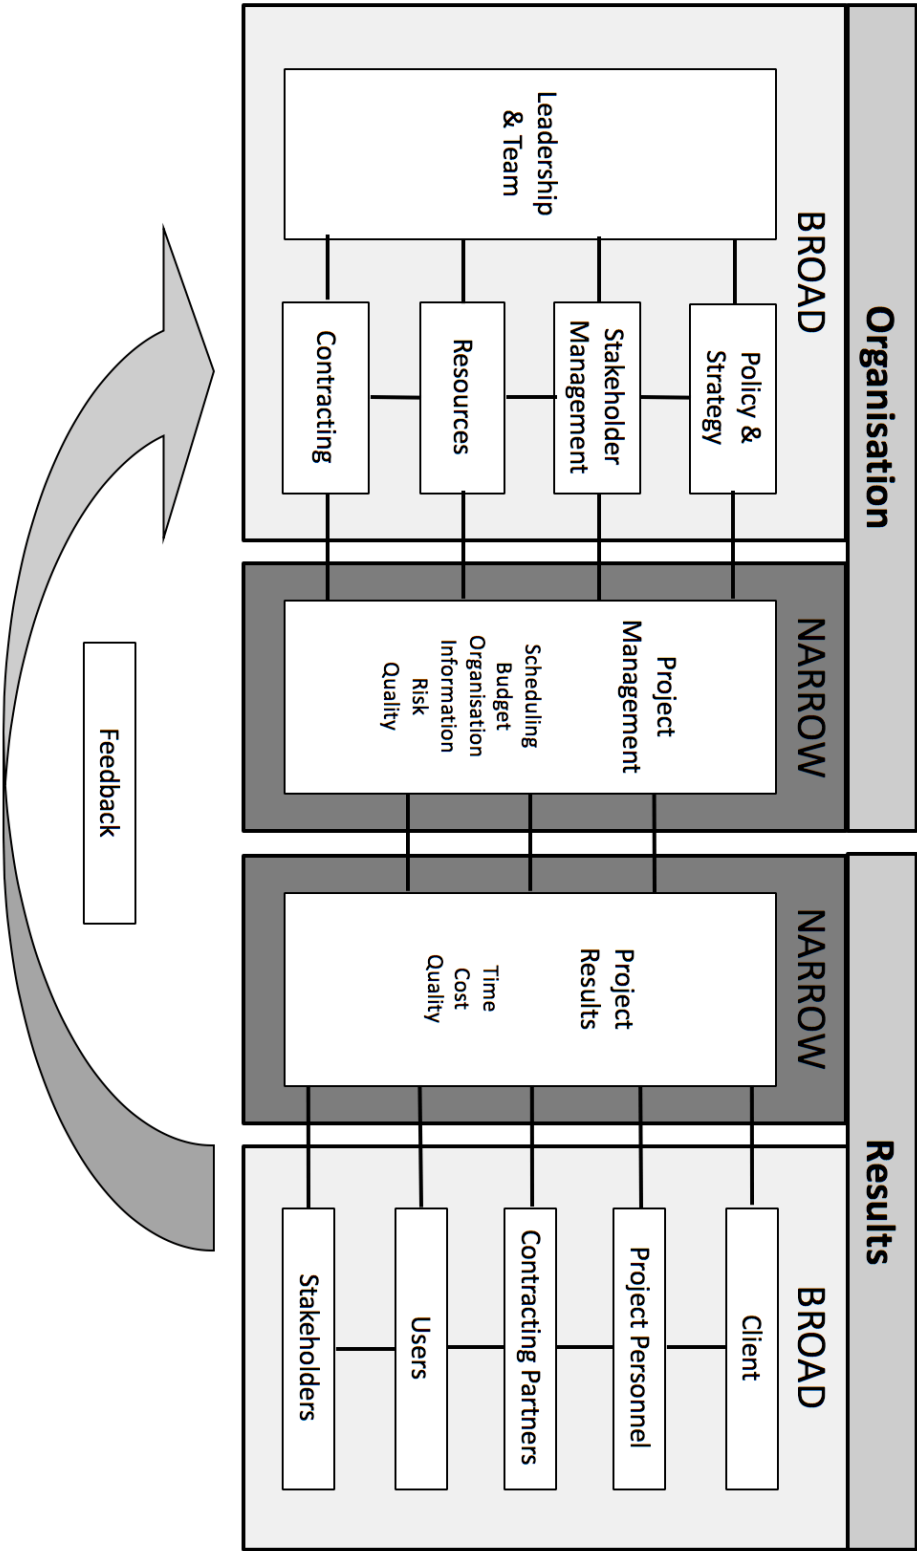 Organisation
Results
BROAD
NARROW
NARROW
BROAD
Leadership
& Team
Policy &
Strategy
Stakeholder
Management
Resources
Contracting
Project
Management
Scheduling
Budget
Organisation
Information
Risk
Quality
Project
Results
Time
Cost
Quality
Client
Project Personnel
Contracting Partners
Users
Stakeholders
Feedback